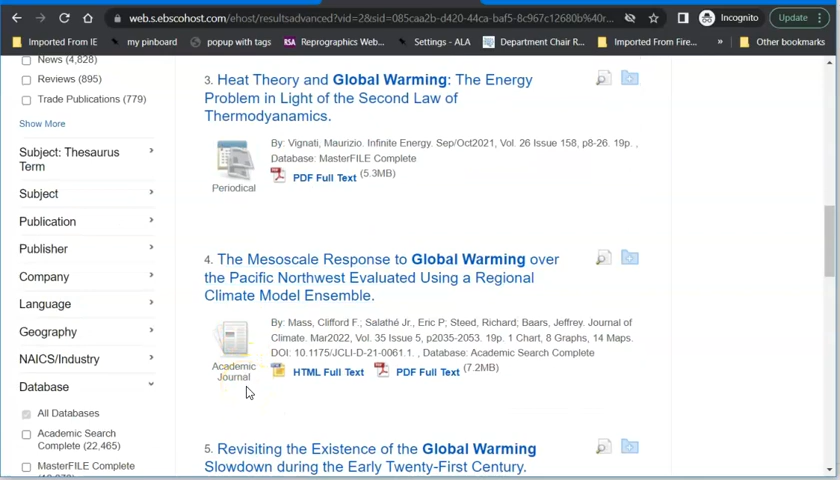 web.s.ebscohost.com/ehost/resultsadvanced?vid=2&sid=085caa2b-d420-44ca-baf5-8c967c12680b%40r...
Incognito
Update
Imported From IE
my pinboard
popup with tags
RSA Reprographics Web...
Settings - ALA
Department Chair R...
Imported From Fire...
»
Other bookmarks
News (4,828)
Reviews (895)
Trade Publications (779)
Show More
Subject: Thesaurus
Term
Subject
Publication
Publisher
Company
Language
Geography
NAICS/Industry
Database
All Databases
Academic Search
Complete (22,465)
MasterFILE Complete
3. Heat Theory and Global Warming: The Energy
Problem in Light of the Second Law of
Thermodyanamics.
Periodical
By: Vignati, Maurizio. Infinite Energy. Sep/Oct2021, Vol. 26 Issue 158, p8-26. 19p. ,
Database: MasterFILE Complete
PDF Full Text (5.3MB)
4. The Mesoscale Response to Global Warming over
the Pacific Northwest Evaluated Using a Regional
Climate Model Ensemble.
Academic
Journal
By: Mass, Clifford F.; Salathé Jr., Eric P; Steed, Richard; Baars, Jeffrey. Journal of
Climate. Mar2022, Vol. 35 Issue 5, p2035-2053. 19p. 1 Chart, 8 Graphs, 14 Maps.
DOI: 10.1175/JCLI-D-21-0061.1. , Database: Academic Search Complete
HTML Full Text PDF Full Text (7.2MB)
5. Revisiting the Existence of the Global Warming
Slowdown during the Early Twenty-First Century.